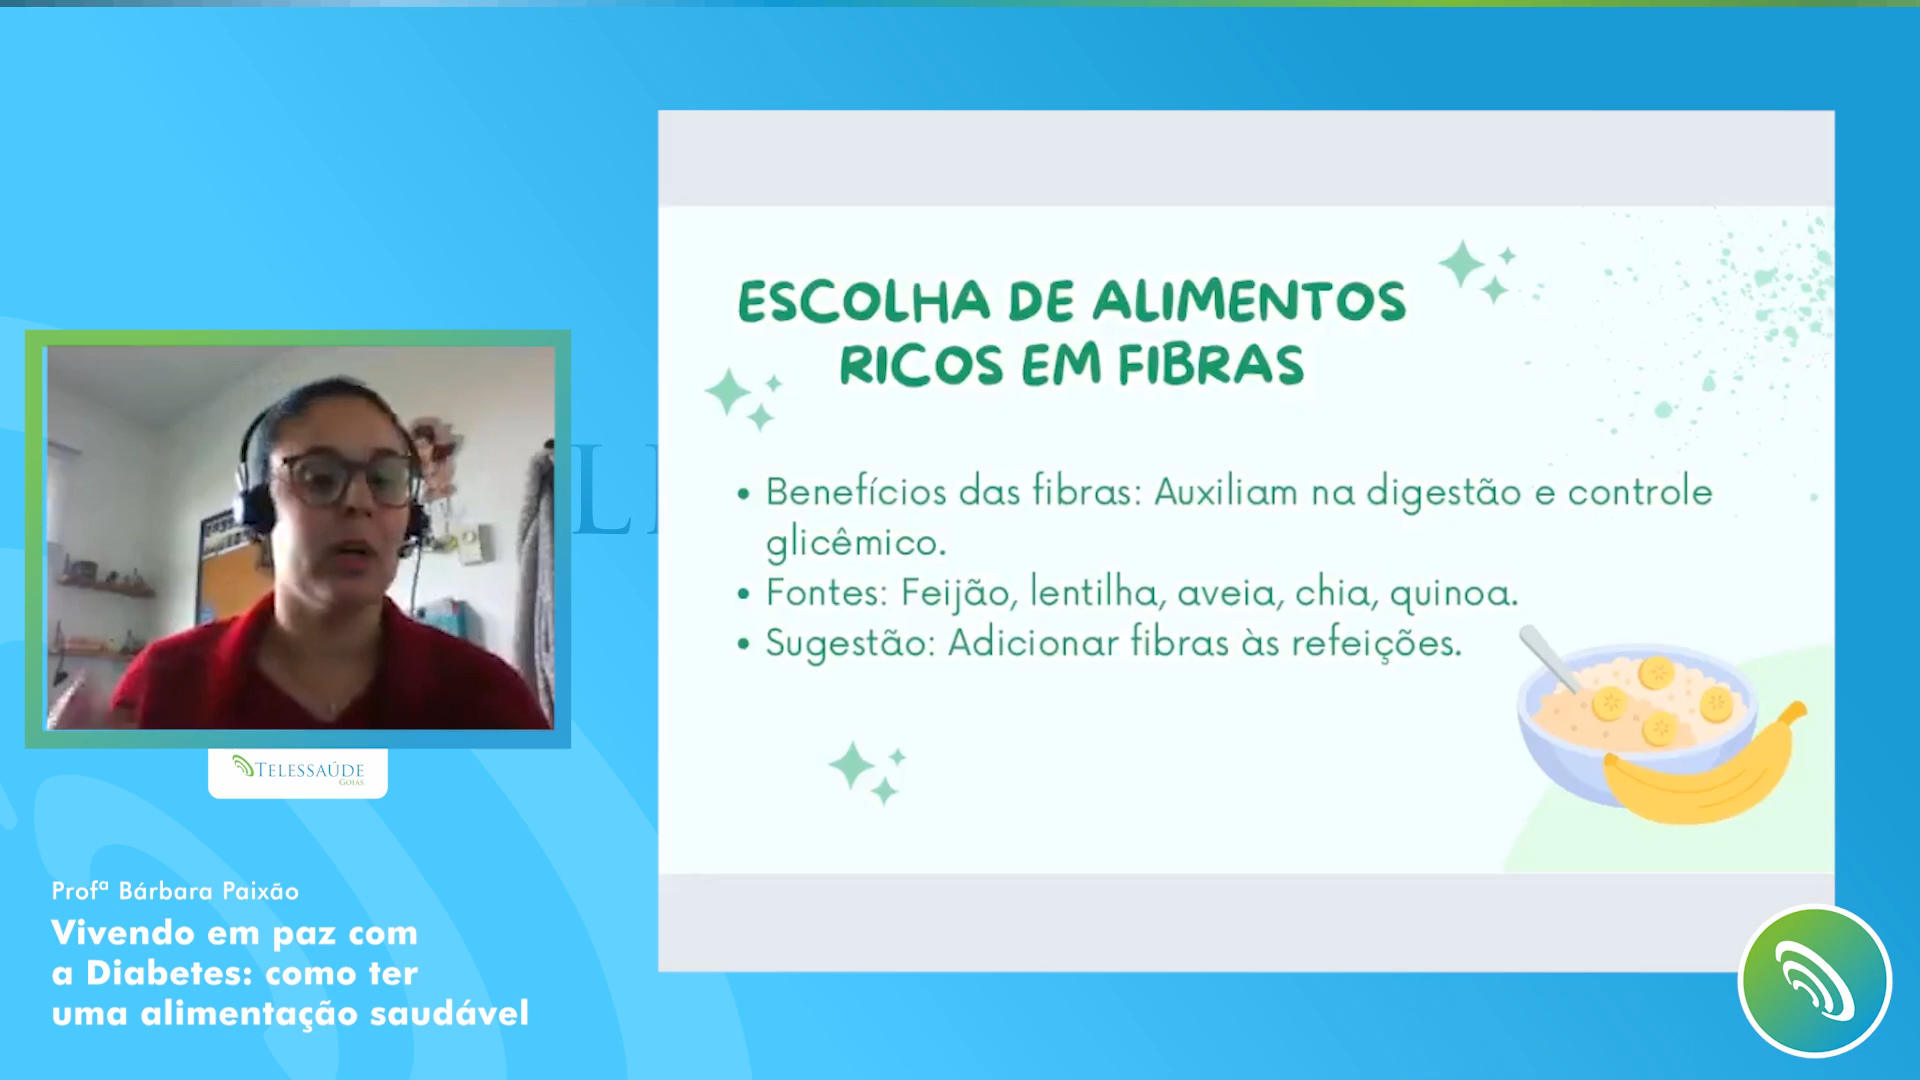 ESCOLHA DE ALIMENTOS
RICOS EM FIBRAS
• Benefícios das fibras: Auxiliam na digestão e controle
glicêmico.
• Fontes: Feijão, lentilha, aveia, chia, quinoa.
• Sugestão: Adicionar fibras às refeições.
TELESSAÚDE
GOIÁS
Profª Bárbara Paixão
Vivendo em paz com
a Diabetes: como ter
uma alimentação saudável